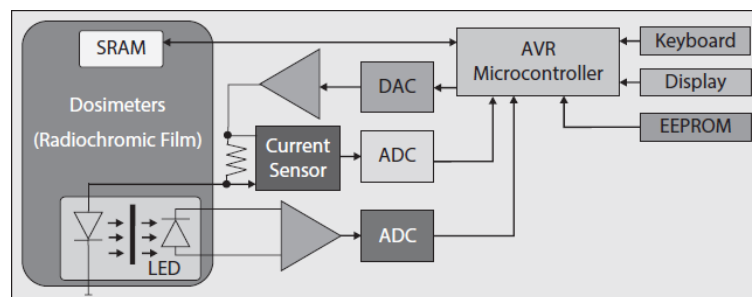 SRAM
Dosimeters
(Radiochromic Film)
LED
DAC
Current
Sensor
ADC
ADC
AVR
Microcontroller
Keyboard
Display
EEPROM